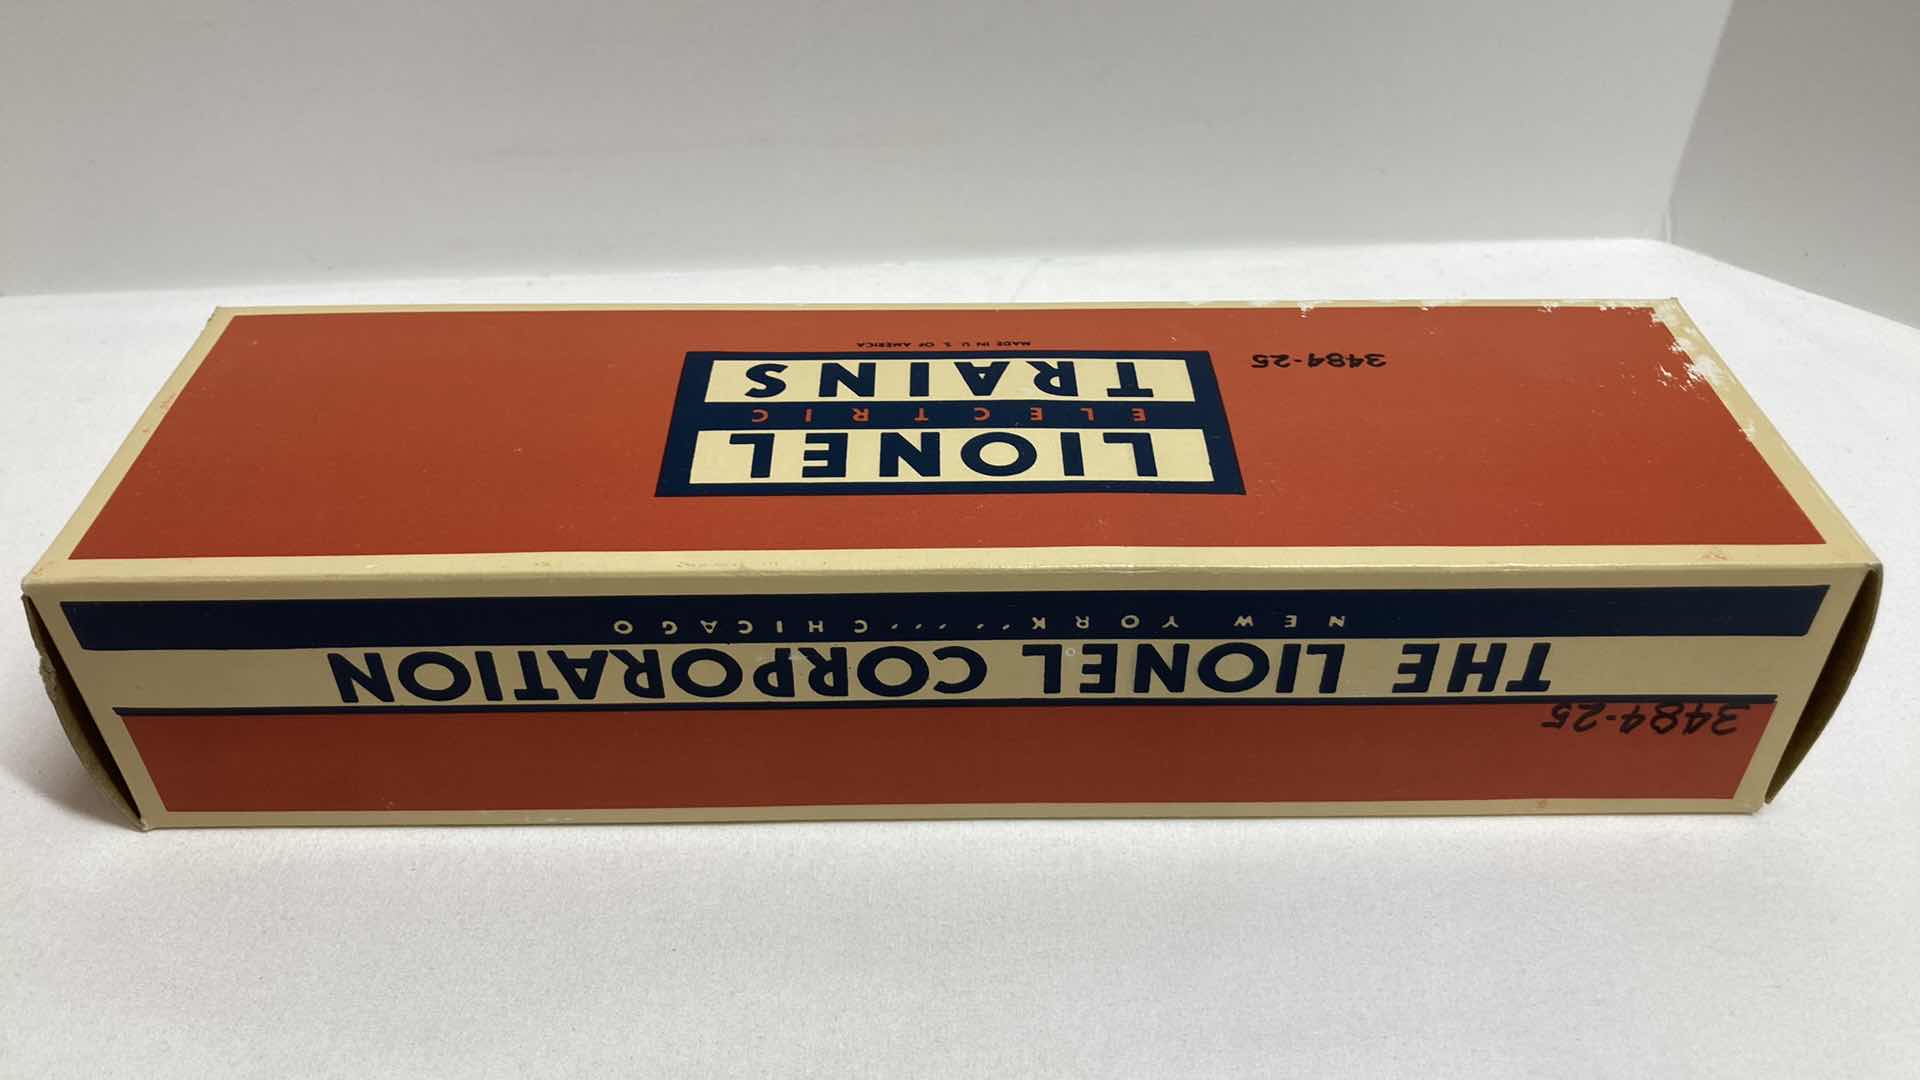 LIONEL
ELECTRIC
TRAINS
MADE IN U. S. OF AMERICA
3484-25
3484-25
THE LIONEL CORPORATION
NEW YORK.....CHICAGO